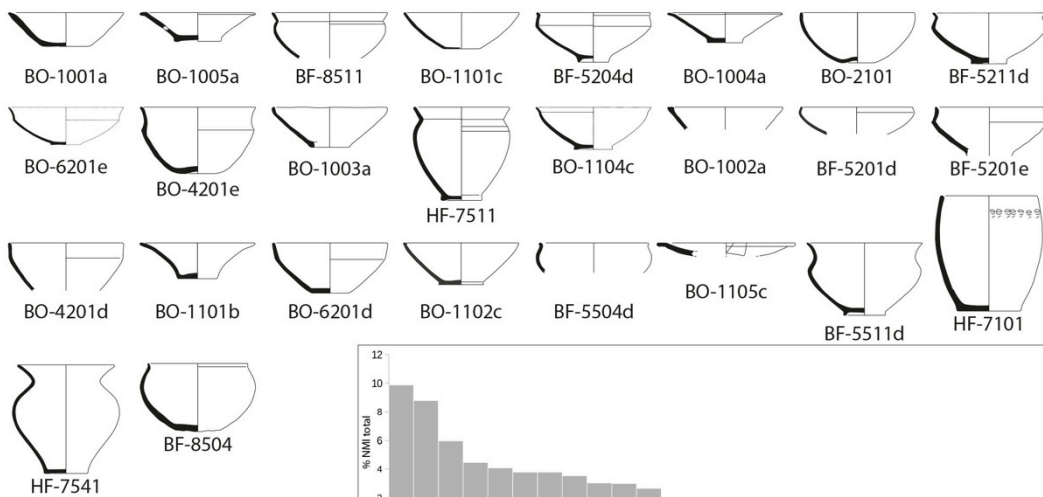 BO-1001a BO-1005a BF-8511 BO-1101c BF-5204d BO-1004a BO-2101 BF-5211d
BO-6201e BO-4201e BO-1003a HF-7511 BO-1104c BO-1002a BF-5201d BF-5201e
BO-4201d BO-1101b BO-6201d BO-1102c BF-5504d BO-1105c BF-5511d HF-7101
HF-7541 BF-8504
% NMI total
12
10
8
6
4